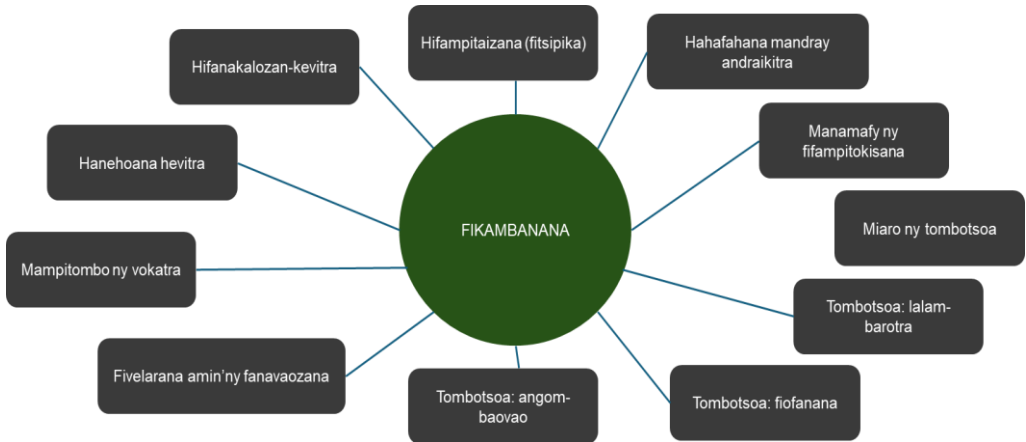 Hifampitaizana (fitsipika)
Hahafahana mandray
andraikitra
Hifanakalozan-kevitra
Manamafy ny
fifampitokisana
Hanehoana hevitra
FIKAMBANANA
Miaro ny tombotsoa
Mampitombo ny vokatra
Tombotsoa: lalam-
barotra
Fivelarana amin’ny fanavaozana
Tombotsoa: angom-
baovao
Tombotsoa: fiofanana